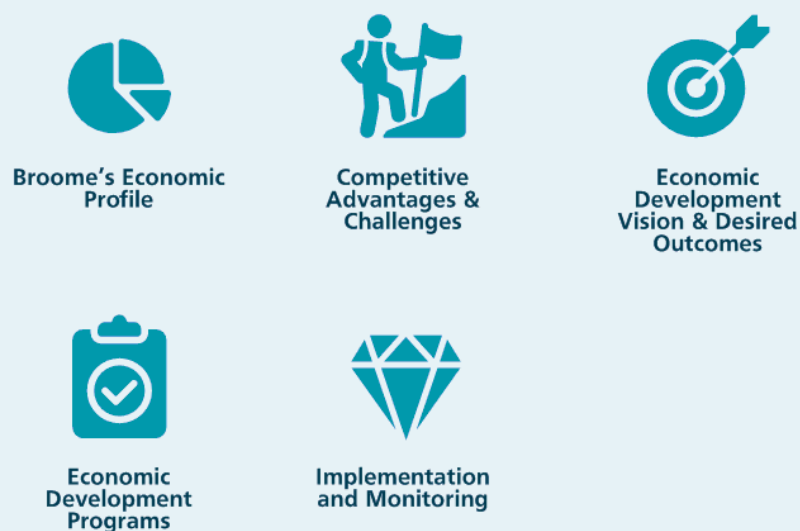 Broome’s Economic
Profile
Competitive
Advantages &
Challenges
Economic
Development
Vision & Desired
Outcomes
Economic
Development
Programs
Implementation
and Monitoring